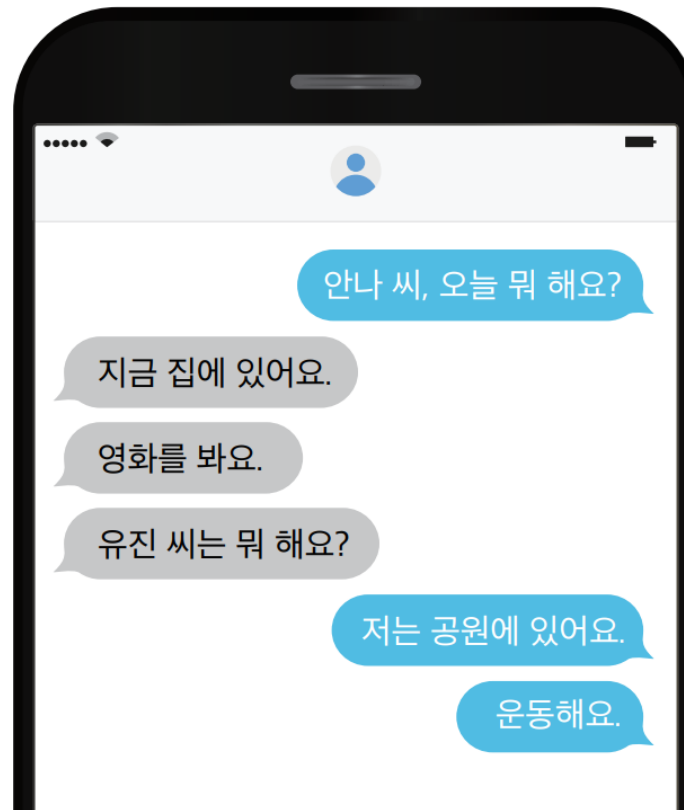 안나 씨, 오늘 뭐 해요?
지금 집에 있어요.
영화를 봐요.
유진 씨는 뭐 해요?
저는 공원에 있어요.
운동해요.